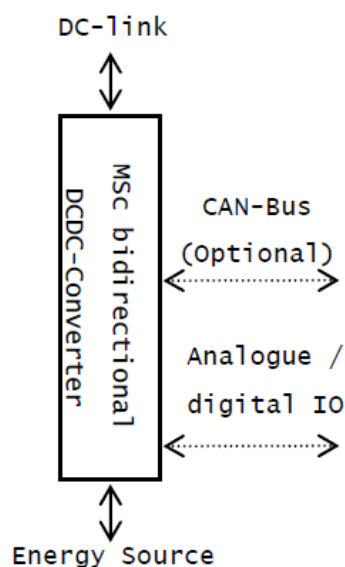 DC-link
MSc bidirectional
DCDC-Converter
CAN-Bus
(Optional)
Analogue /
digital IO
Energy Source